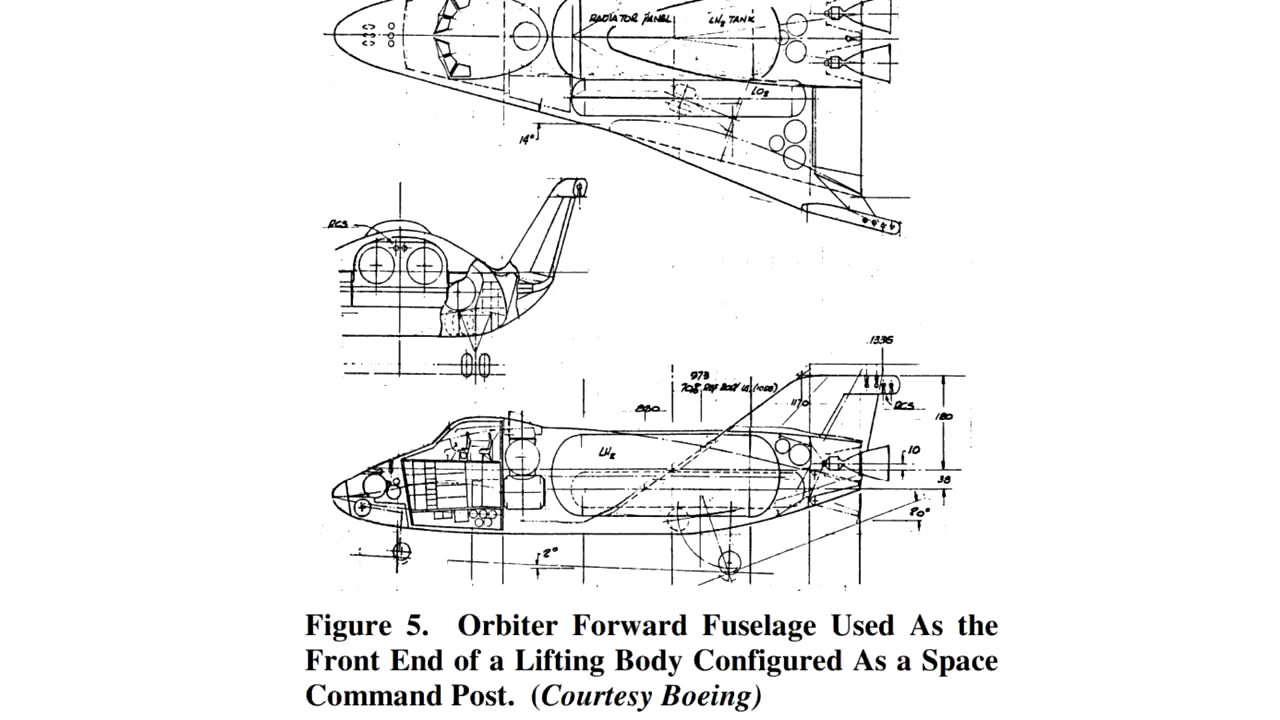 RADIATOR PANEL
LH₂ TANK
LO₂
14°
RCS
1336
973
880
1170
RCS
180
LH₂
10
38
20°
2°
Figure 5. Orbiter Forward Fuselage Used As the
Front End of a Lifting Body Configured As a Space
Command Post. (Courtesy Boeing)